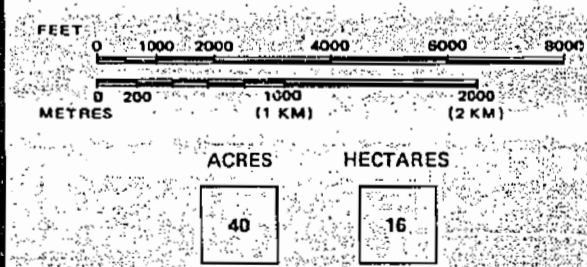 FEET
0 1000 2000 4000 6000 8000
0 200 1000 2000
METRES (1 KM) (2 KM)
ACRES HECTARES
40 16